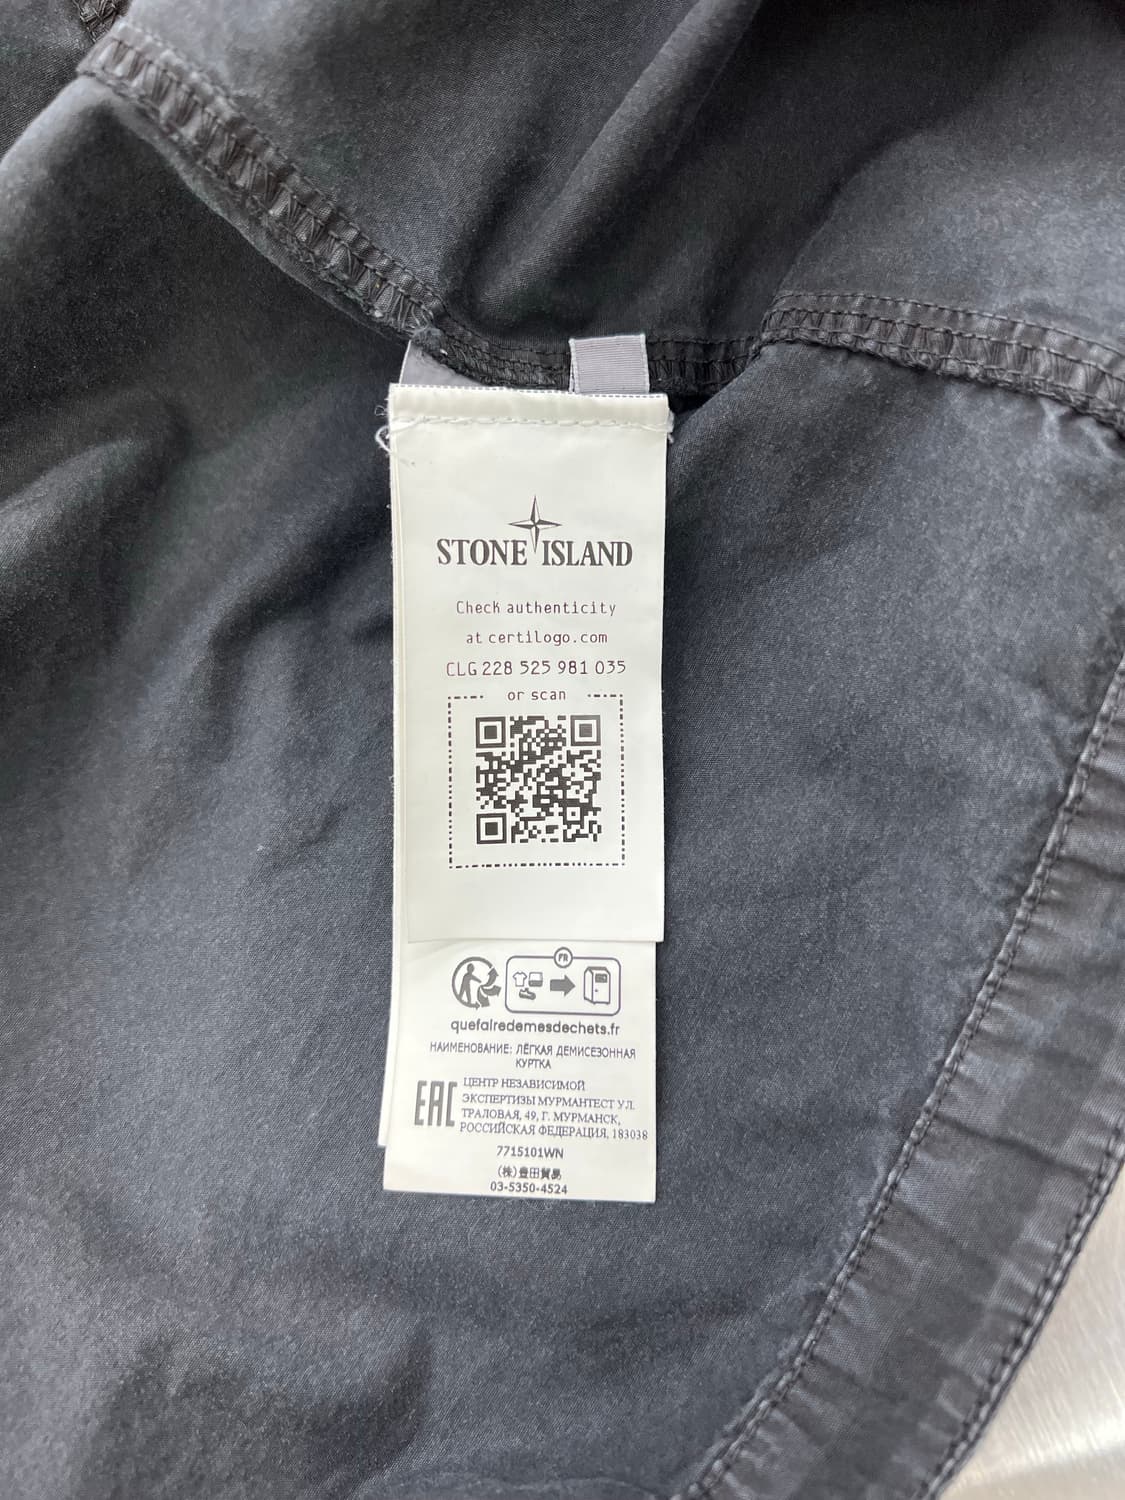 STONE ISLAND
Check authenticity
at certilogo.com
CLG 228 525 981 035
or scan
FR
quefairedemesdechets.fr
НАИМЕНОВАНИЕ: ЛЁГКАЯ ДЕМИСЕЗОННАЯ
КУРТКА
EAC
ЦЕНТР НЕЗАВИСИМОЙ
ЭКСПЕРТИЗЫ МУРМАНТЕСТ УЛ.
ТРАЛОВАЯ, 49, Г. МУРМАНСК,
РОССИЙСКАЯ ФЕДЕРАЦИЯ, 183038
7715101WN
(株)豊田貿易
03-5350-4524